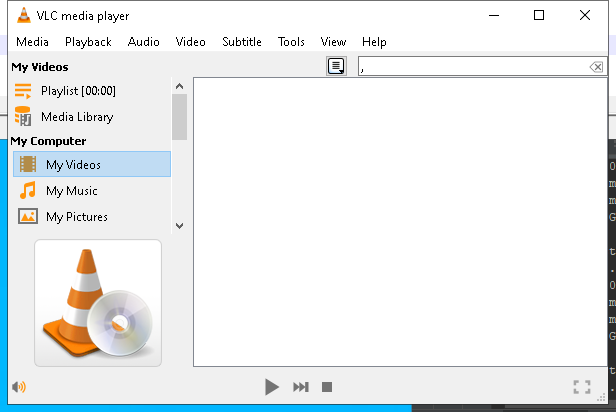 VLC media player
Media Playback Audio Video Subtitle Tools View Help
My Videos
,
Playlist [00:00]
Media Library
My Computer
My Videos
My Music
My Pictures